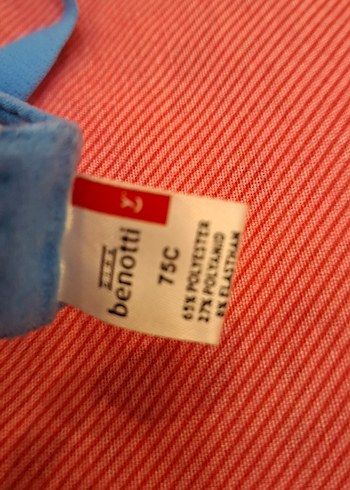 benotti
75C
65% POLYESTER
27% POLYAMID
8% ELASTHAN